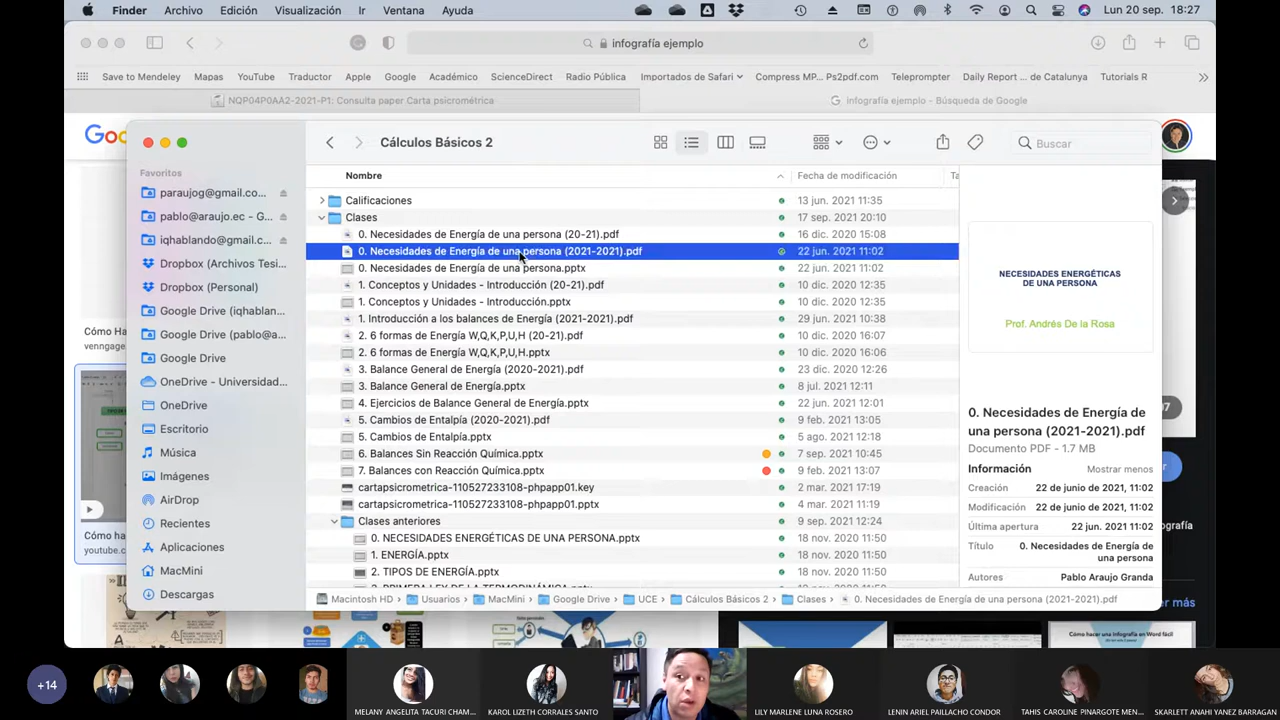 Finder Archivo Edición Visualización Ir Ventana Ayuda Lun 20 sep. 18:27
infografía ejemplo
Save to Mendeley Mapas YouTube Traductor Apple Google Académico ScienceDirect Radio Pública Importados de Safari Compress MP... Ps2pdf.com Teleprompter Daily Report ... de Catalunya Tutorials R
NQP04P0AA2-2021-P1: Consulta paper Carta psicrométrica
infografía ejemplo - Búsqueda de Google
Goo
Cálculos Básicos 2
Buscar
Favoritos
paraujog@gmail.co...
pablo@araujo.ec - G...
iqhablando@gmail.c...
Dropbox (Archivos Tesi...
Dropbox (Personal)
Google Drive (iqhablan...
Google Drive (pablo@a...
Google Drive
OneDrive - Universidad...
OneDrive
Escritorio
Música
Imágenes
AirDrop
Recientes
Aplicaciones
MacMini
Descargas
Nombre Fecha de modificación Ta
Calificaciones 13 jun. 2021 11:35
Clases 17 sep. 2021 20:10
0. Necesidades de Energía de una persona (20-21).pdf 16 dic. 2020 15:08
0. Necesidades de Energía de una persona (2021-2021).pdf 22 jun. 2021 11:02
0. Necesidades de Energía de una persona.pptx 22 jun. 2021 11:02
1. Conceptos y Unidades - Introducción (20-21).pdf 10 dic. 2020 12:35
1. Conceptos y Unidades - Introducción.pptx 10 dic. 2020 12:35
1. Introducción a los balances de Energía (2021-2021).pdf 29 jun. 2021 10:38
2. 6 formas de Energía W,Q,K,P,U,H (20-21).pdf 10 dic. 2020 16:07
2. 6 formas de Energía W,Q,K,P,U,H.pptx 10 dic. 2020 16:06
3. Balance General de Energía (2020-2021).pdf 23 dic. 2020 12:26
3. Balance General de Energía.pptx 8 jul. 2021 12:11
4. Ejercicios de Balance General de Energía.pptx 22 jun. 2021 12:01
5. Cambios de Entalpía (2020-2021).pdf 9 feb. 2021 13:05
5. Cambios de Entalpía.pptx 5 ago. 2021 12:18
6. Balances Sin Reacción Química.pptx 7 sep. 2021 10:45
7. Balances con Reacción Química.pptx 9 feb. 2021 13:07
cartapsicrometrica-110527233108-phpapp01.key 2 mar. 2021 17:19
cartapsicrometrica-110527233108-phpapp01.pptx 4 mar. 2021 11:19
Clases anteriores 9 sep. 2021 12:24
0. NECESIDADES ENERGÉTICAS DE UNA PERSONA.pptx 18 nov. 2020 11:50
1. ENERGÍA.pptx 18 nov. 2020 11:50
2. TIPOS DE ENERGÍA.pptx 18 nov. 2020 11:50
Macintosh HD Usuarios MacMini Google Drive UCE Cálculos Básicos 2 Clases 0. Necesidades de Energía de una persona (2021-2021).pdf
NECESIDADES ENERGÉTICAS
DE UNA PERSONA
Prof. Andrés De la Rosa
0. Necesidades de Energía de
una persona (2021-2021).pdf
Documento PDF - 1.7 MB
Información Mostrar menos
Creación 22 de junio de 2021, 11:02
Modificación 22 de junio de 2021, 11:02
Última apertura 22 jun. 2021 11:02
Título 0. Necesidades de Energía de
una persona
Autores Pablo Araujo Granda
Cómo Ha
venngage.
Cómo ha
youtube.c
ografía
er más
Cómo hacer una Infografía en Word fácil
+14
MELANY ANGELITA TACURI CHAM...
KAROL LIZETH CORRALES SANTO
LILY MARLENE LUNA ROSERO
LENIN ARIEL PAILLACHO CONDOR
TAHIS CAROLINE PINARGOTE MEN...
SKARLETT ANAHI YANEZ BARRAGAN